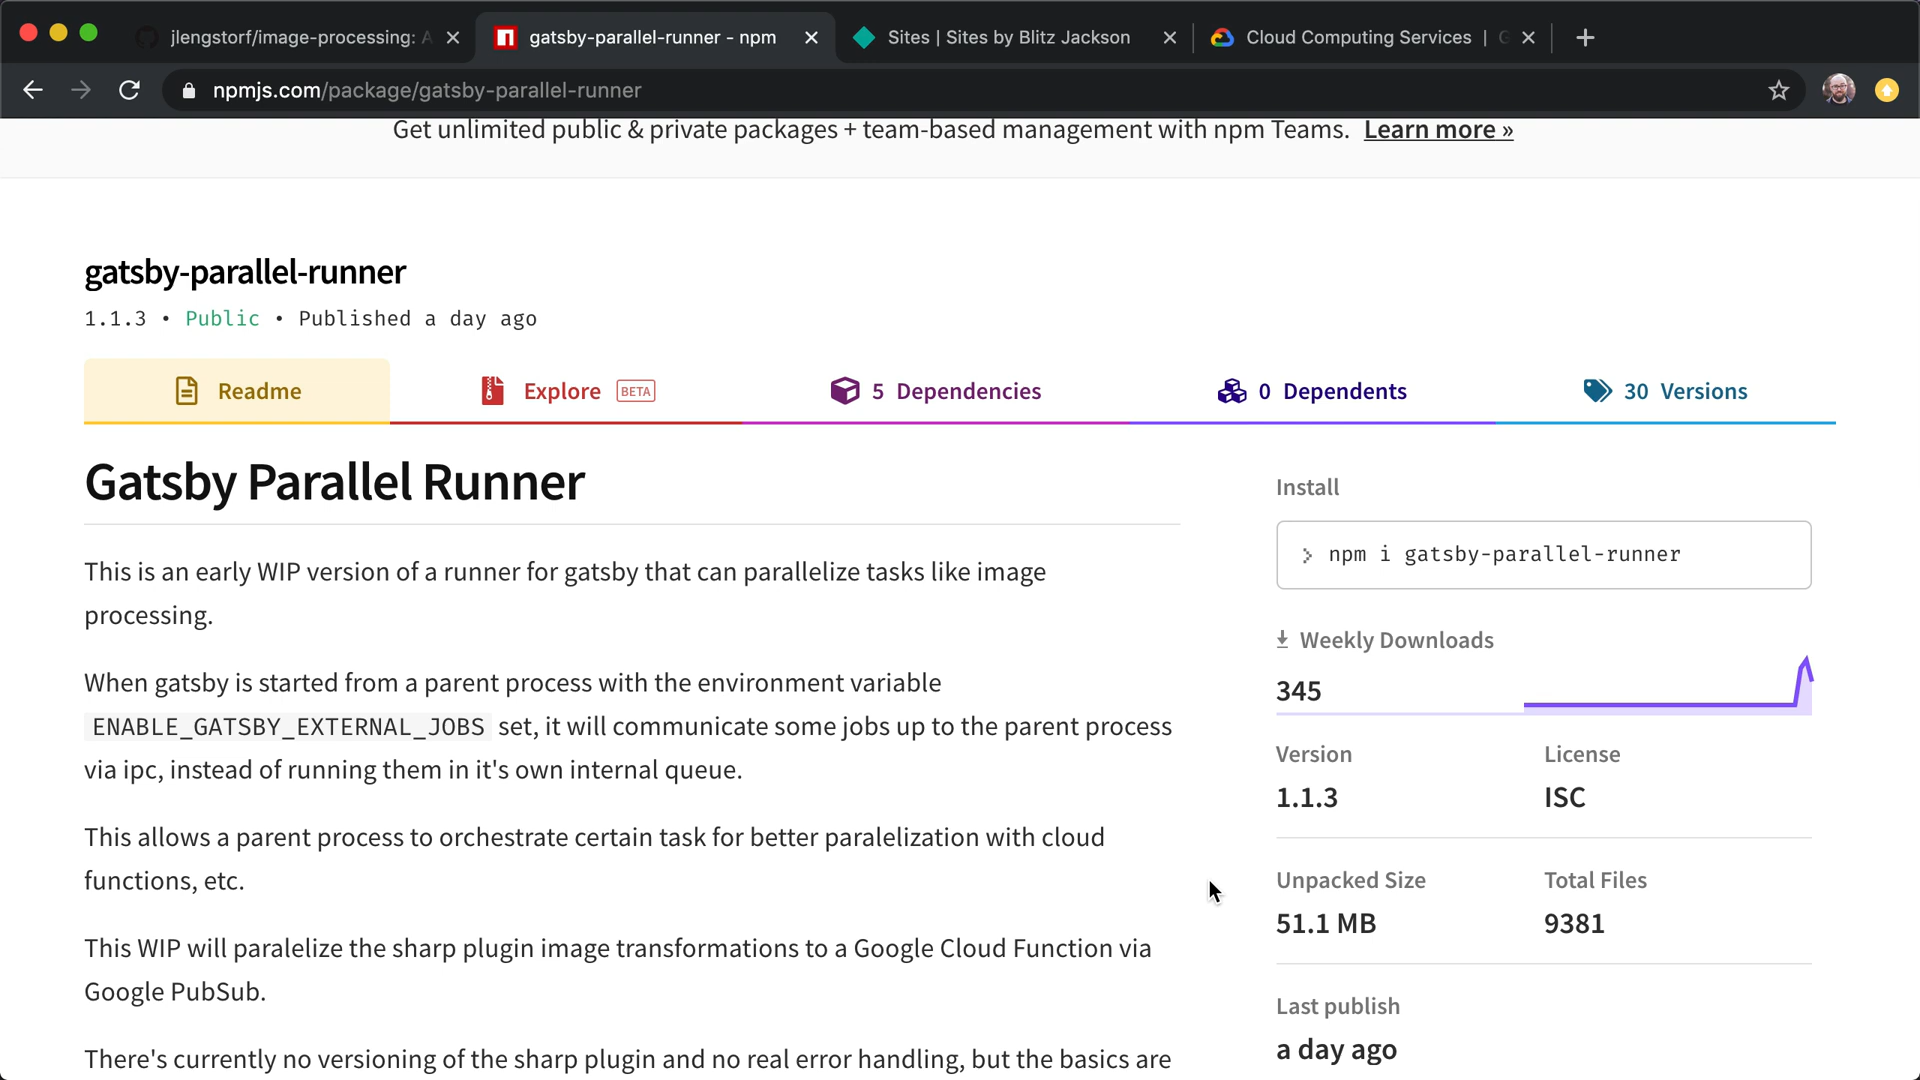 jlengstorf/image-processing: A
gatsby-parallel-runner - npm
Sites | Sites by Blitz Jackson
Cloud Computing Services | G
npmjs.com/package/gatsby-parallel-runner
Get unlimited public & private packages + team-based management with npm Teams. Learn more »
gatsby-parallel-runner
1.1.3 • Public • Published a day ago
Readme
Explore BETA
5 Dependencies
0 Dependents
30 Versions
Gatsby Parallel Runner
This is an early WIP version of a runner for gatsby that can parallelize tasks like image
processing.
When gatsby is started from a parent process with the environment variable
ENABLE_GATSBY_EXTERNAL_JOBS set, it will communicate some jobs up to the parent process
via ipc, instead of running them in it's own internal queue.
This allows a parent process to orchestrate certain task for better paralelization with cloud
functions, etc.
This WIP will paralelize the sharp plugin image transformations to a Google Cloud Function via
Google PubSub.
There's currently no versioning of the sharp plugin and no real error handling, but the basics are
Install
npm i gatsby-parallel-runner
Weekly Downloads
345
Version
1.1.3
License
ISC
Unpacked Size
51.1 MB
Total Files
9381
Last publish
a day ago